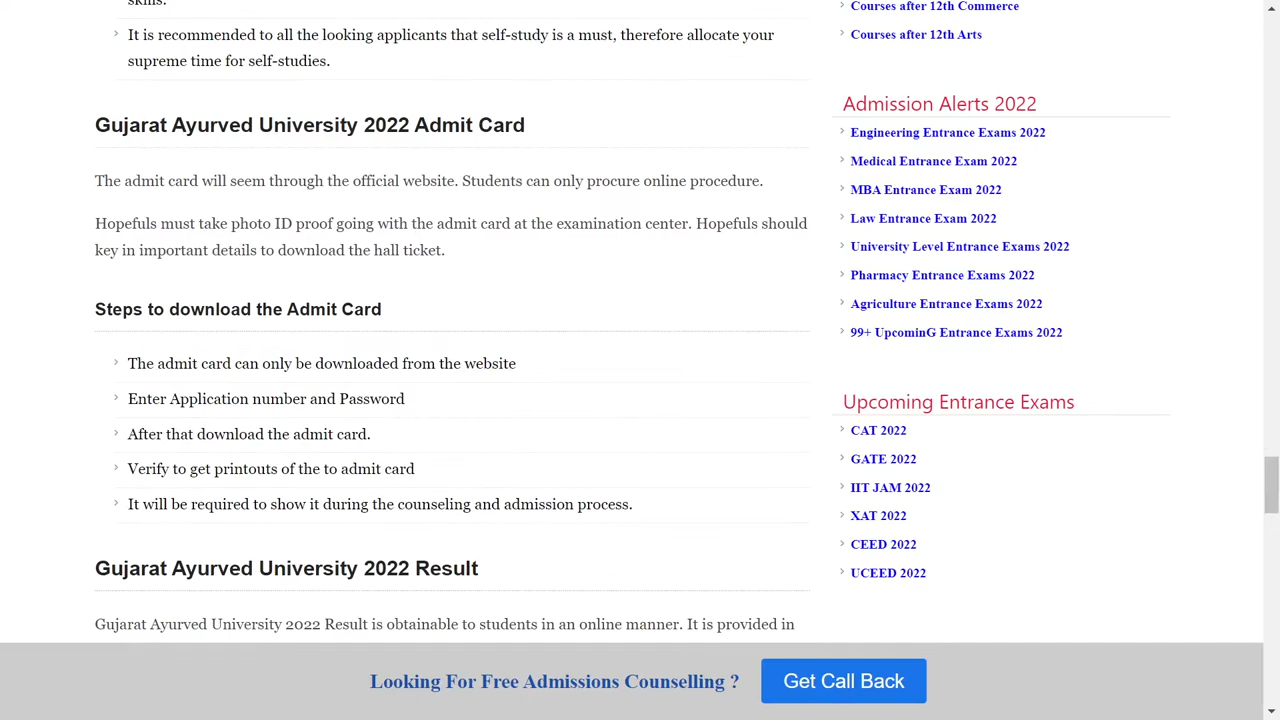 skills.
It is recommended to all the looking applicants that self-study is a must, therefore allocate your
supreme time for self-studies.
Gujarat Ayurved University 2022 Admit Card
The admit card will seem through the official website. Students can only procure online procedure.
Hopefuls must take photo ID proof going with the admit card at the examination center. Hopefuls should
key in important details to download the hall ticket.
Steps to download the Admit Card
The admit card can only be downloaded from the website
Enter Application number and Password
After that download the admit card.
Verify to get printouts of the to admit card
It will be required to show it during the counseling and admission process.
Gujarat Ayurved University 2022 Result
Gujarat Ayurved University 2022 Result is obtainable to students in an online manner. It is provided in
Courses after 12th Commerce
Courses after 12th Arts
Admission Alerts 2022
Engineering Entrance Exams 2022
Medical Entrance Exam 2022
MBA Entrance Exam 2022
Law Entrance Exam 2022
University Level Entrance Exams 2022
Pharmacy Entrance Exams 2022
Agriculture Entrance Exams 2022
99+ UpcominG Entrance Exams 2022
Upcoming Entrance Exams
CAT 2022
GATE 2022
IIT JAM 2022
XAT 2022
CEED 2022
UCEED 2022
Looking For Free Admissions Counselling ?
Get Call Back